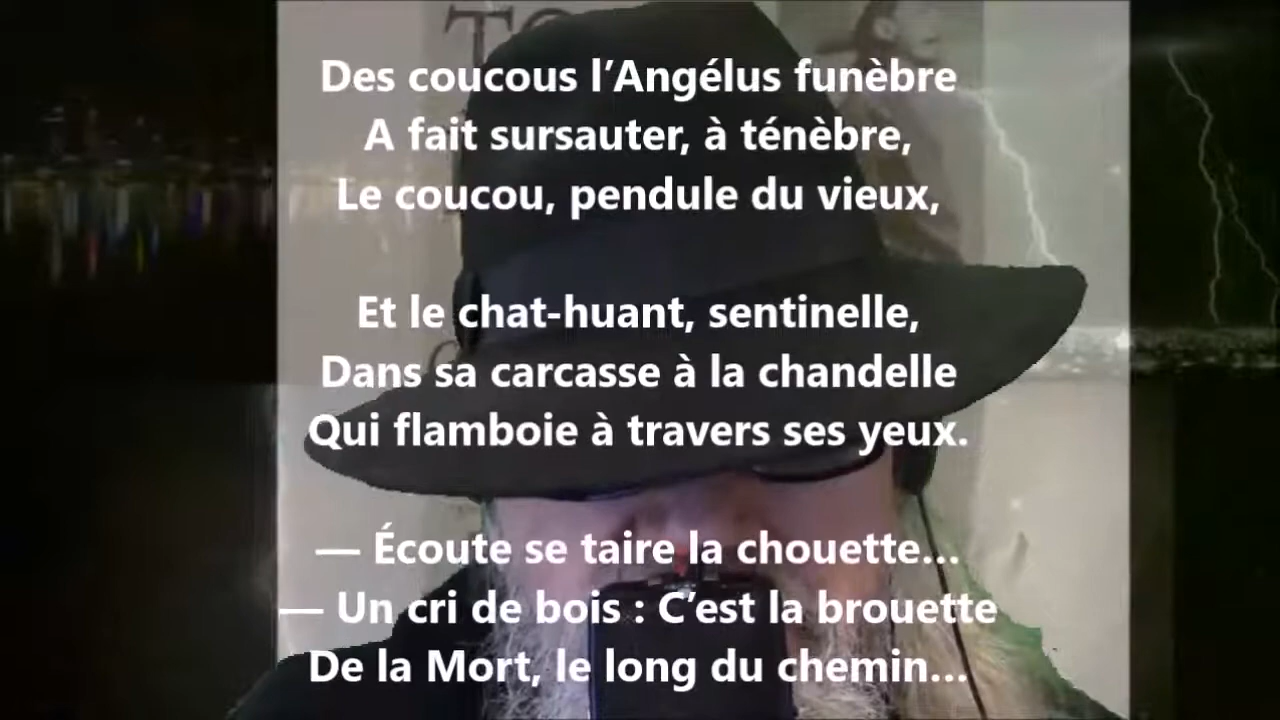 TO
Des coucous l’Angélus funèbre
A fait sursauter, à ténèbre,
Le coucou, pendule du vieux,
Et le chat-huant, sentinelle,
Dans sa carcasse à la chandelle
Qui flamboie à travers ses yeux.
— Écoute se taire la chouette…
— Un cri de bois : C’est la brouette
De la Mort, le long du chemin…